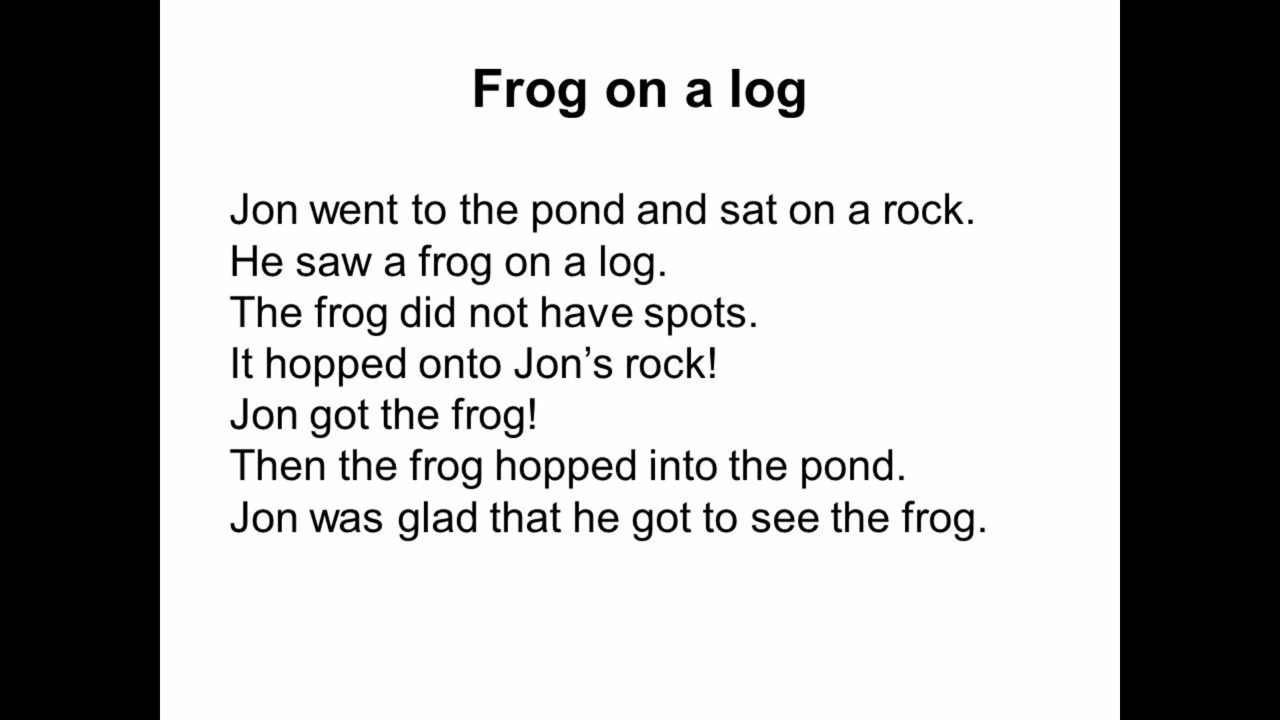 Frog on a log
Jon went to the pond and sat on a rock.
He saw a frog on a log.
The frog did not have spots.
It hopped onto Jon’s rock!
Jon got the frog!
Then the frog hopped into the pond.
Jon was glad that he got to see the frog.